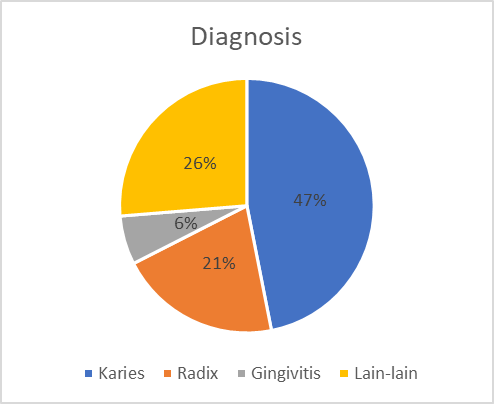 Diagnosis
26%
47%
6%
21%
Karies Radix Gingivitis Lain-lain